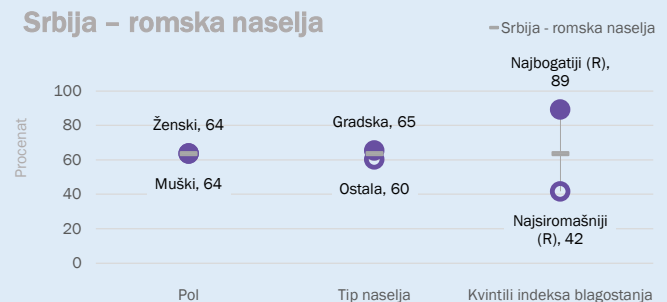 Srbija – romska naselja
Srbija - romska naselja
Procenat
100
80
60
40
20
0
Ženski, 64
Muški, 64
Gradska, 65
Ostala, 60
Najbogatiji (R),
89
Najsiromašniji
(R), 42
Pol
Tip naselja
Kvintili indeksa blagostanja